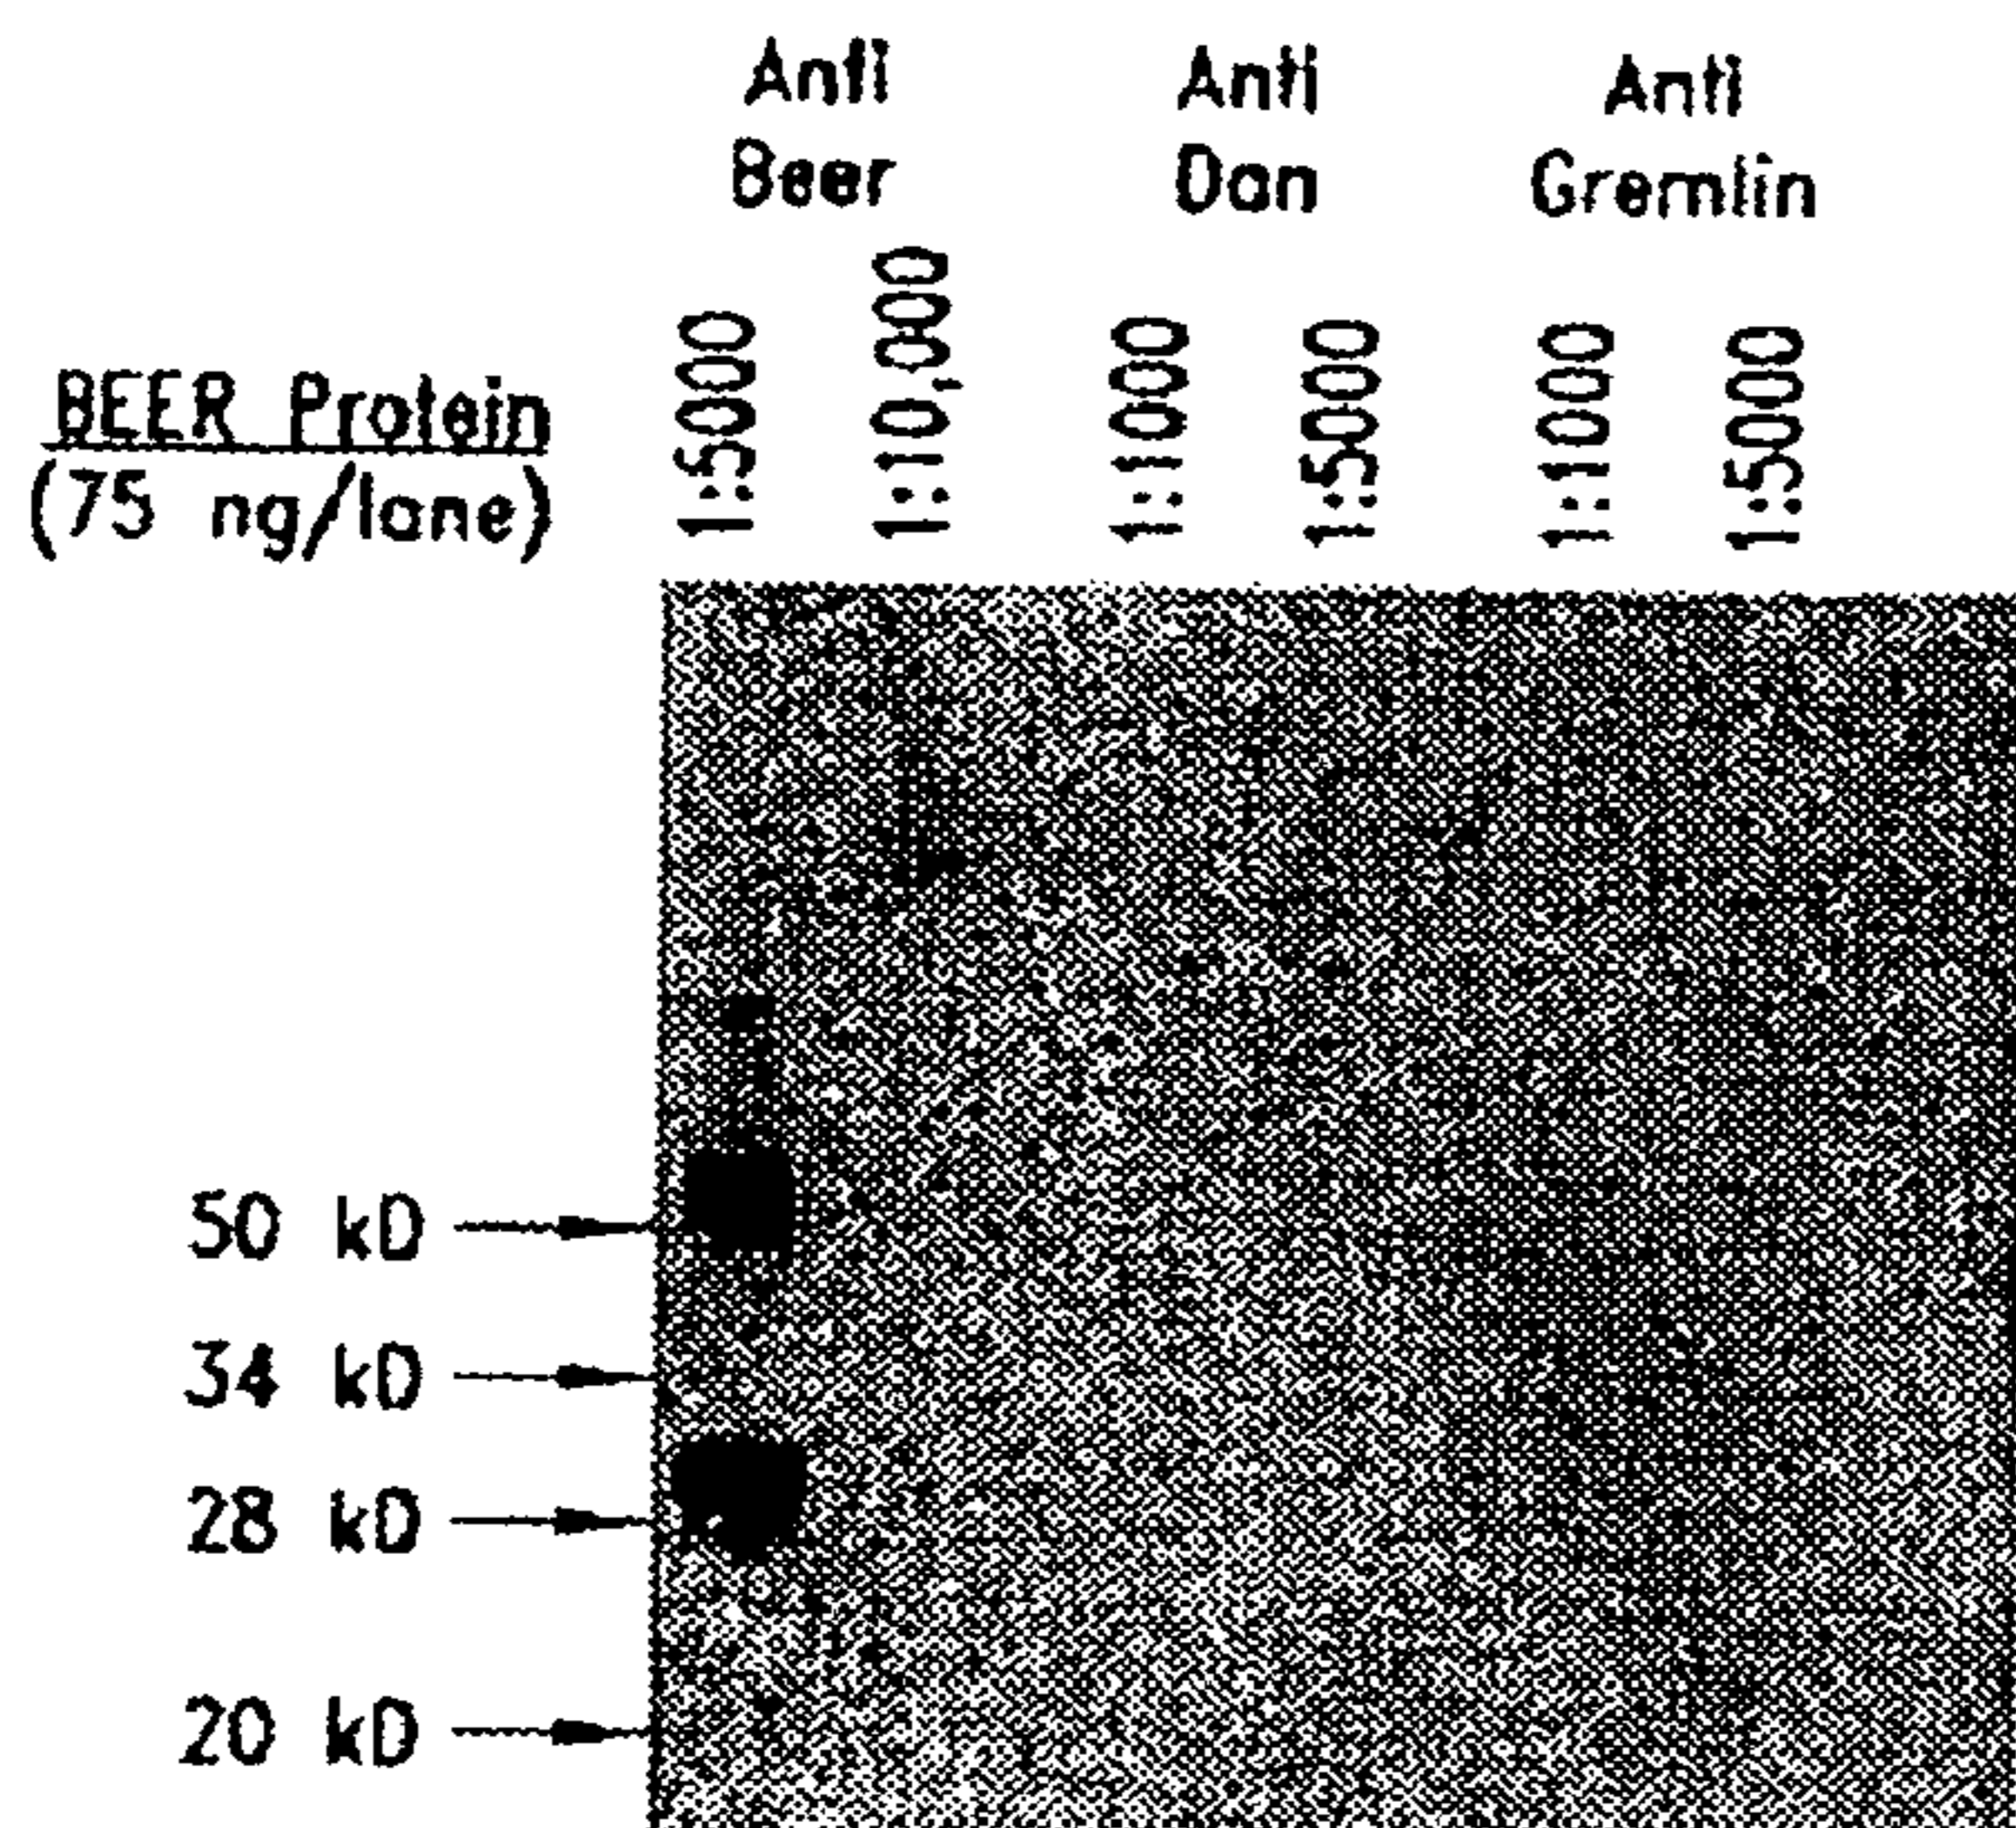 Anti Anti Anti
Beer Dan Gremlin
1:5000 1:10,000 1:1000 1:5000 1:1000 1:5000
BEER Protein
(75 ng/lane)
50 kD
34 kD
28 kD
20 kD